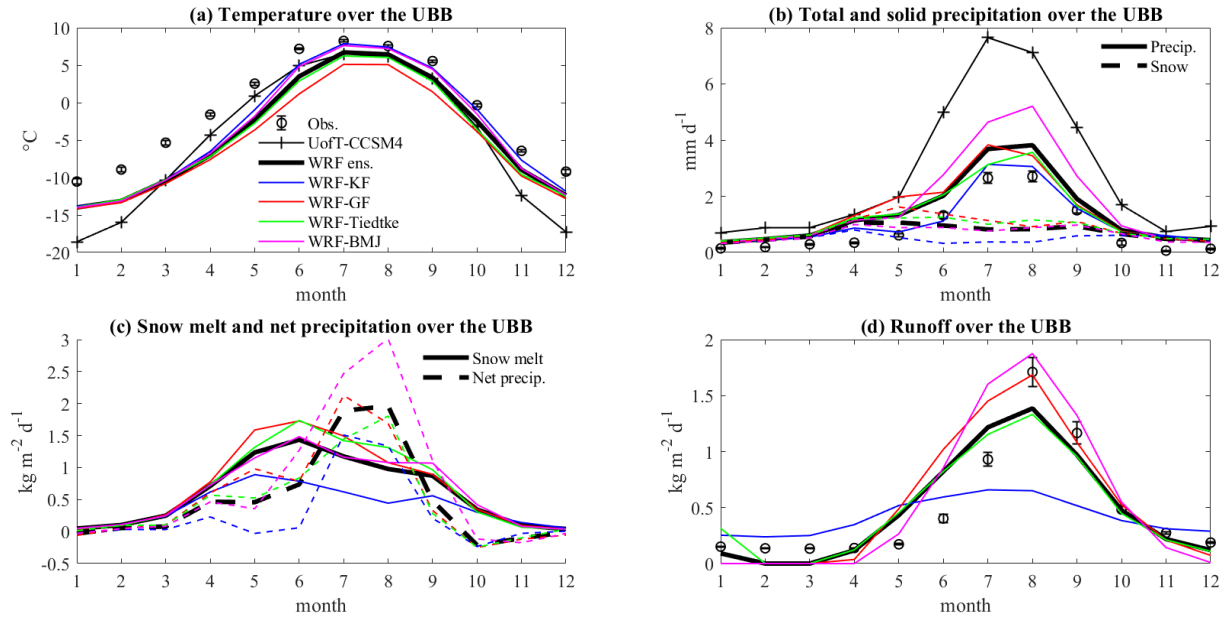 (a) Temperature over the UBB
10
5
0
-5
-10
-15
-20
°C
Obs.
UofT-CCSM4
WRF ens.
WRF-KF
WRF-GF
WRF-Tiedtke
WRF-BMJ
1 2 3 4 5 6 7 8 9 10 11 12
month
(b) Total and solid precipitation over the UBB
8
6
4
2
0
mm d-1
Precip.
Snow
1 2 3 4 5 6 7 8 9 10 11 12
month
(c) Snow melt and net precipitation over the UBB
3
2.5
2
1.5
1
0.5
0
-0.5
kg m-2 d-1
Snow melt
Net precip.
1 2 3 4 5 6 7 8 9 10 11 12
month
(d) Runoff over the UBB
2
1.5
1
0.5
0
kg m-2 d-1
1 2 3 4 5 6 7 8 9 10 11 12
month